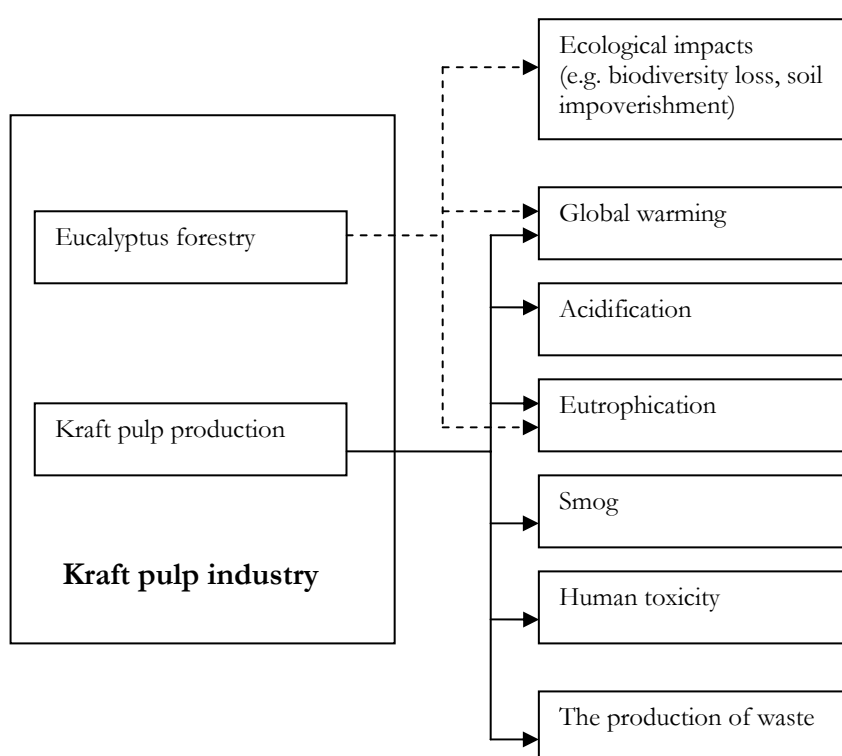 Ecological impacts
(e.g. biodiversity loss, soil
impoverishment)
Eucalyptus forestry
Global warming
Acidification
Kraft pulp production
Eutrophication
Smog
Kraft pulp industry
Human toxicity
The production of waste